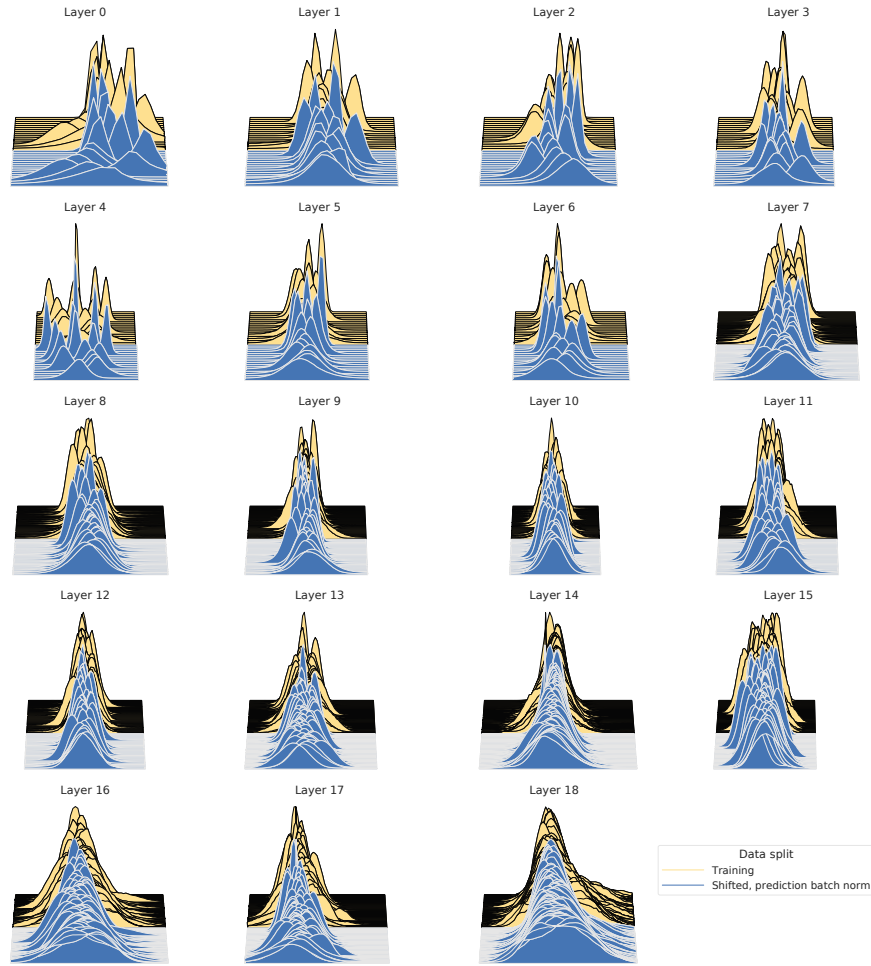 Layer 0
Layer 1
Layer 2
Layer 3
Layer 4
Layer 5
Layer 6
Layer 7
Layer 8
Layer 9
Layer 10
Layer 11
Layer 12
Layer 13
Layer 14
Layer 15
Layer 16
Layer 17
Layer 18
Data split
Training
Shifted, prediction batch norm